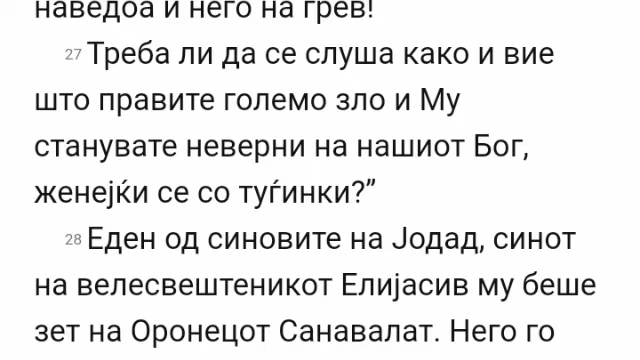 наведоа и него на грев!
27 Треба ли да се слуша како и вие
што правите големо зло и Му
станувате неверни на нашиот Бог,
женејќи се со туѓинки?”
28 Еден од синовите на Јодад, синот
на велесвештеникот Елијасив му беше
зет на Оронецот Санавалат. Него го